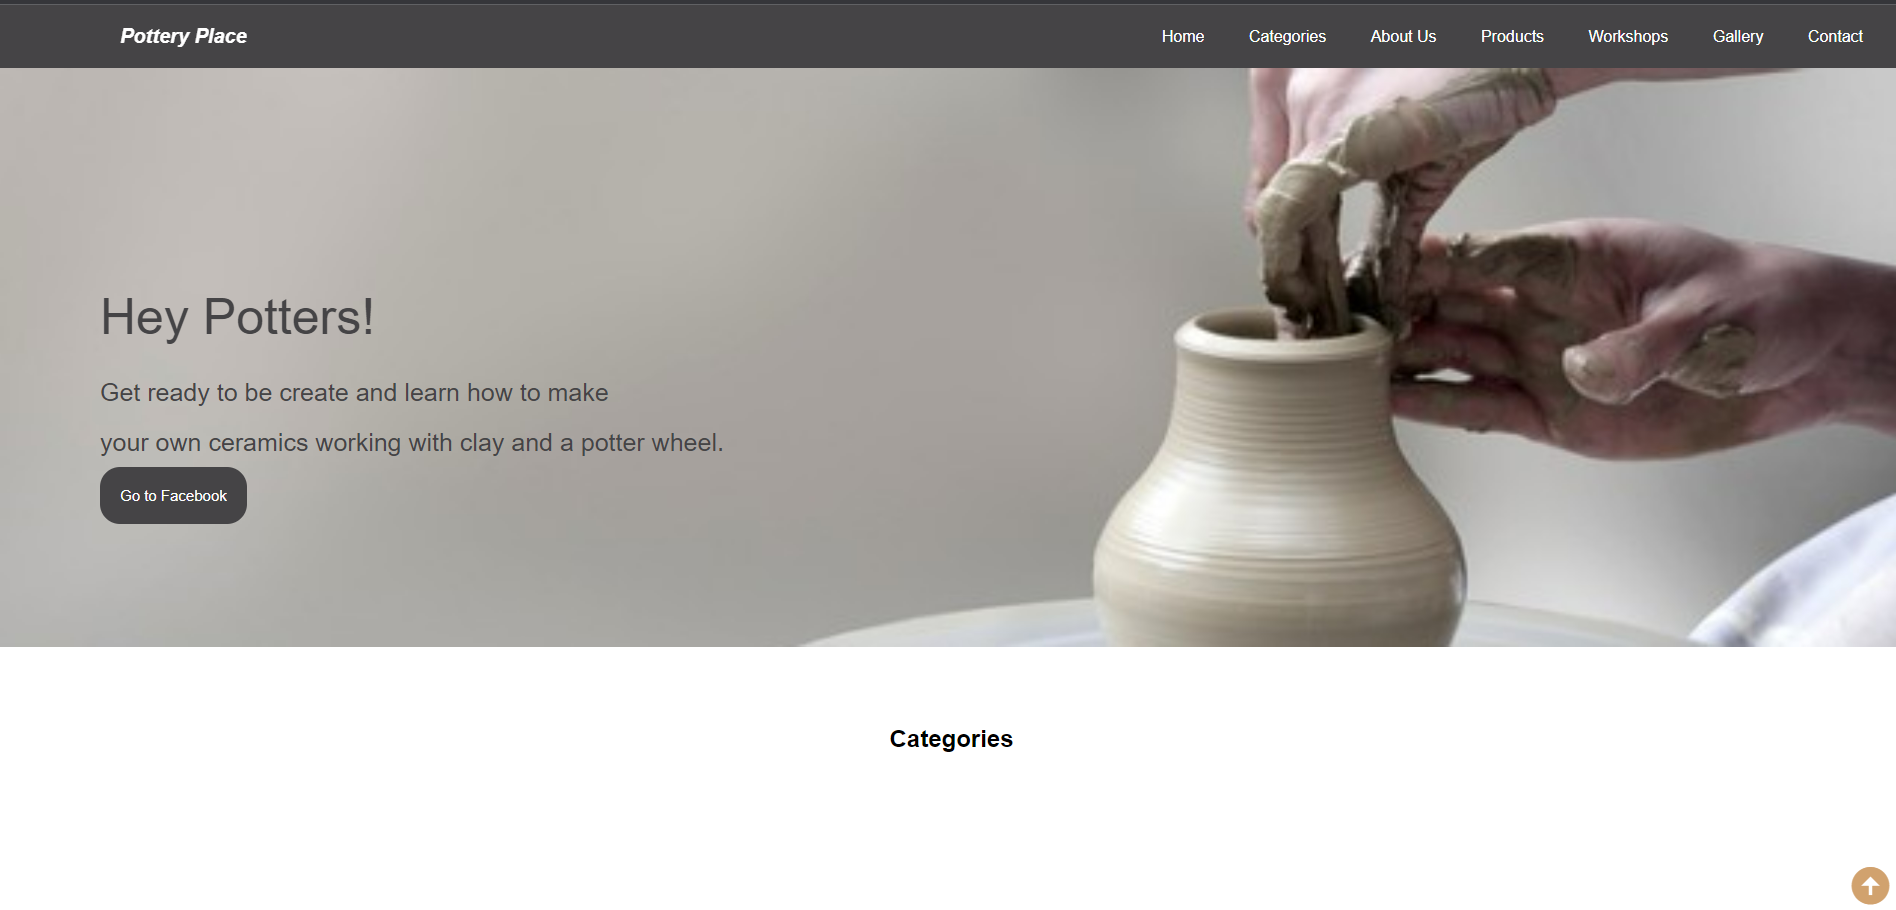 Pottery Place
Home Categories About Us Products Workshops Gallery Contact
Hey Potters!
Get ready to be create and learn how to make
your own ceramics working with clay and a potter wheel.
Go to Facebook
Categories